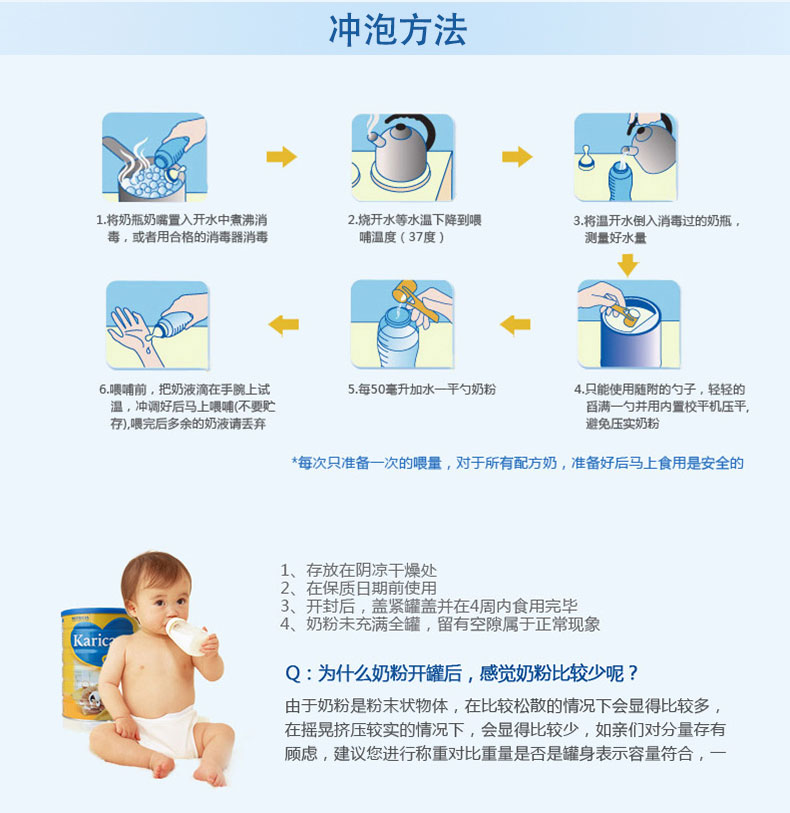 冲泡方法
1.将奶瓶奶嘴置入开水中煮沸消
毒，或者用合格的消毒器消毒
2.烧开水等水温下降到喂
哺温度（37度）
3.将温开水倒入消毒过的奶瓶，
测量好水量
6.喂哺前，把奶液滴在手腕上试
温，冲调好后马上喂哺(不要贮
存),喂完后多余的奶液请丢弃
5.每50毫升加水一平勺奶粉
4.只能使用随附的勺子，轻轻的
舀满一勺并用内置校平机压平,
避免压实奶粉
*每次只准备一次的喂量，对于所有配方奶，准备好后马上食用是安全的
1、存放在阴凉干燥处
2、在保质日期前使用
3、开封后，盖紧罐盖并在4周内食用完毕
4、奶粉未充满全罐，留有空隙属于正常现象
Karica
Q：为什么奶粉开罐后，感觉奶粉比较少呢？
由于奶粉是粉末状物体，在比较松散的情况下会显得比较多，
在摇晃挤压较实的情况下，会显得比较少，如亲们对分量存有
顾虑，建议您进行称重对比重量是否是罐身表示容量符合，一